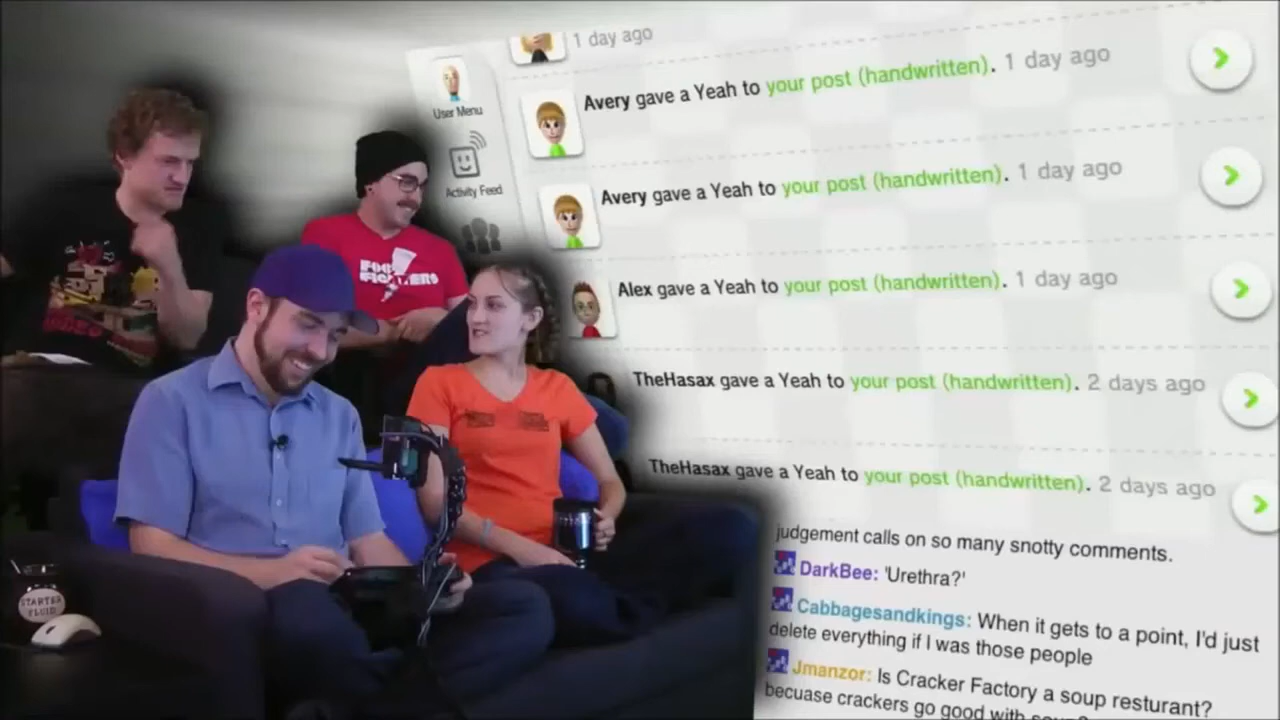 1 day ago
User Menu
Avery gave a Yeah to your post (handwritten). 1 day ago
Activity Feed
Avery gave a Yeah to your post (handwritten). 1 day ago
Alex gave a Yeah to your post (handwritten). 1 day ago
TheHasax gave a Yeah to your post (handwritten). 2 days ago
TheHasax gave a Yeah to your post (handwritten). 2 days ago
FOO
FIGHTERS
STARTER
FLUID
judgement calls on so many snotty comments.
DarkBee: 'Urethra?'
Cabbagesandkings: When it gets to a point, I'd just
delete everything if I was those people
Jmanzor: Is Cracker Factory a soup resturant?
becuase crackers go good with soup?